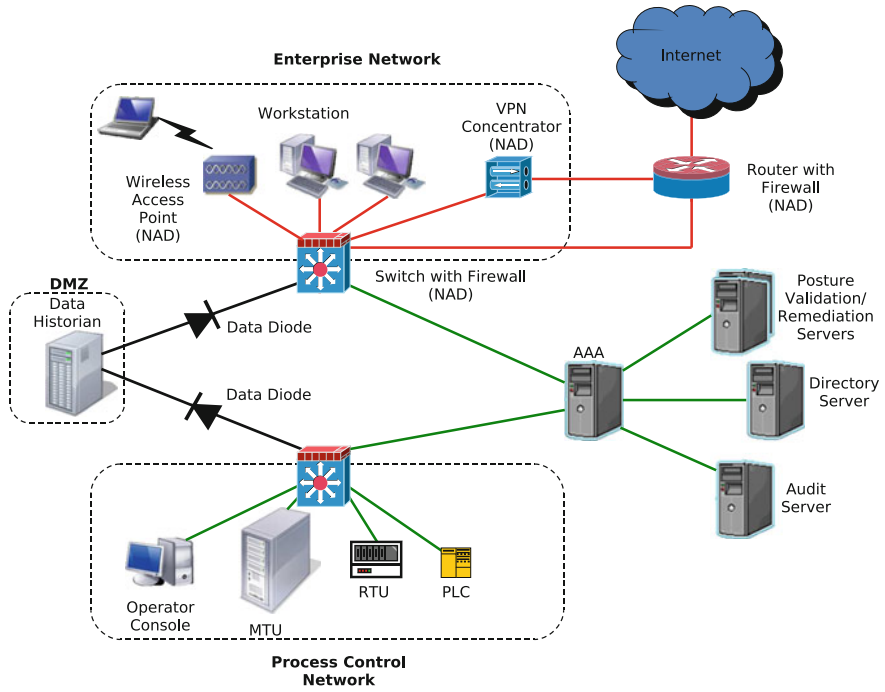 Internet
Enterprise Network
Workstation
VPN
Concentrator
(NAD)
Wireless
Access
Point
(NAD)
Router with
Firewall
(NAD)
Switch with Firewall
(NAD)
DMZ
Data
Historian
Data Diode
Data Diode
AAA
Posture
Validation/
Remediation
Servers
Directory
Server
Audit
Server
Operator
Console
MTU
RTU
PLC
Process Control
Network